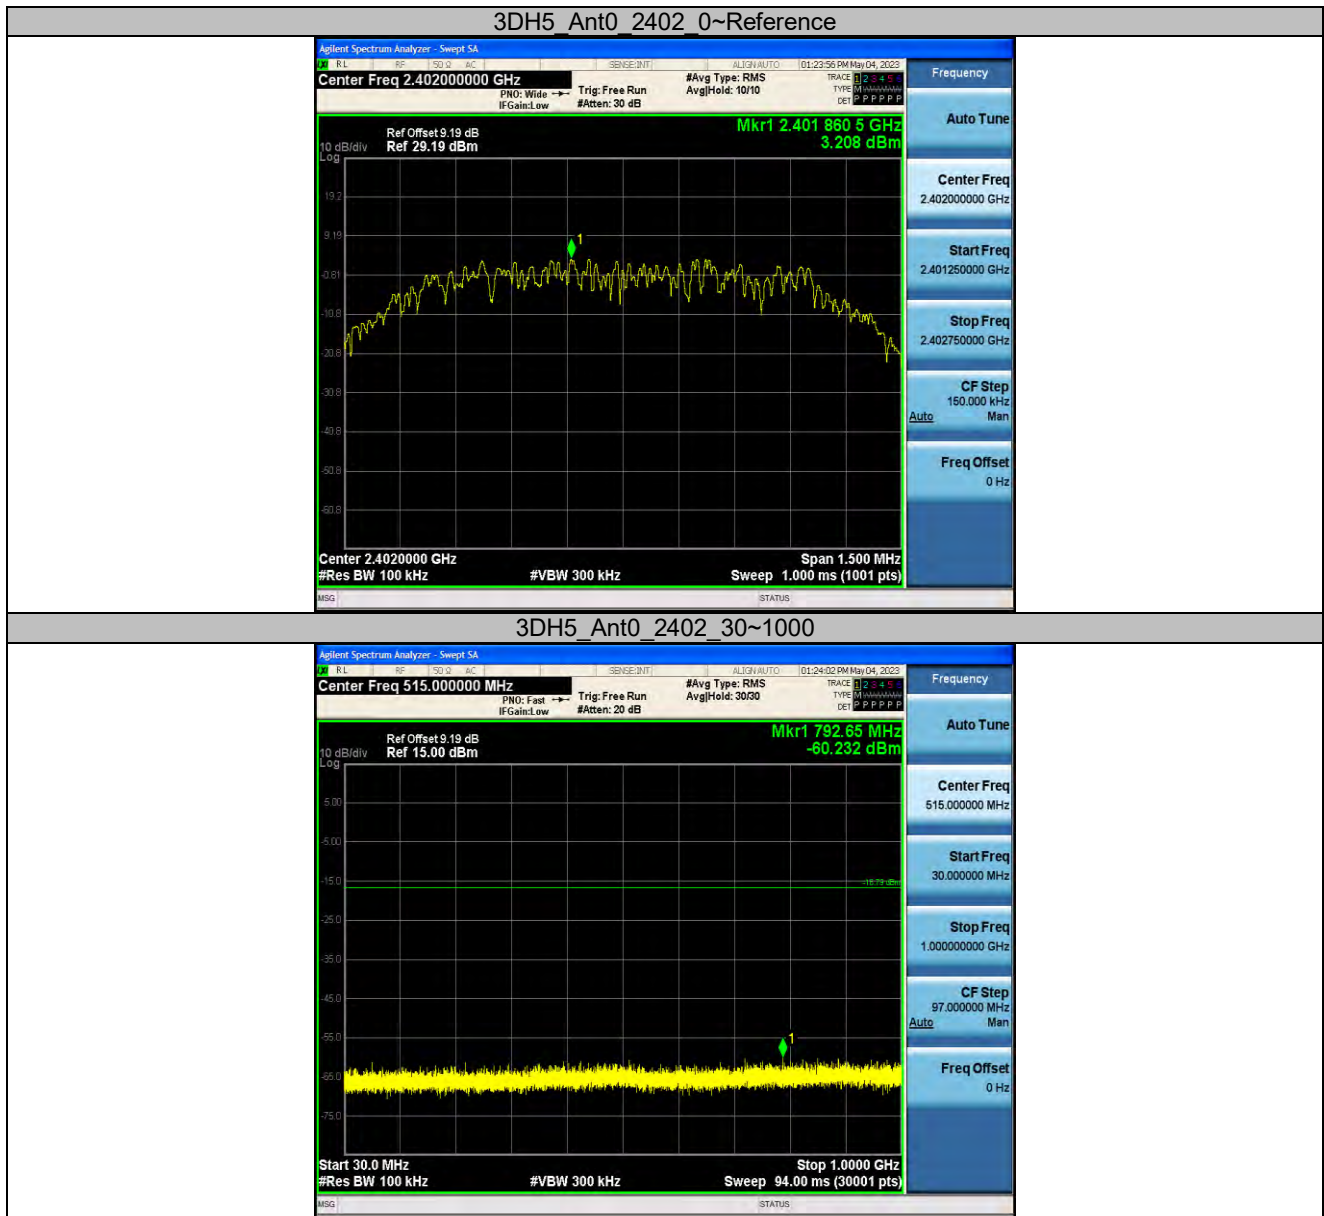 3DH5_Ant0_2402_0~Reference
Agilent Spectrum Analyzer - Swept SA
RL RF 50 Ω AC SENSE:INT ALIGN AUTO 01:23:56 PM May 04, 2023
Center Freq 2.402000000 GHz
PNO: Wide
IFGain:Low
Trig: Free Run
#Atten: 30 dB
#Avg Type: RMS
Avg|Hold: 10/10
TRACE 1 2 3 4 5 6
TYPE M
DET P P P P P P
Frequency
Mkr1 2.401 860 5 GHz
3.208 dBm
Ref Offset 9.19 dB
10 dB/div Ref 29.19 dBm
Log
19.2
9.19
1
-0.81
-10.8
-20.8
-30.8
-40.8
-50.8
-60.8
Auto Tune
Center Freq
2.402000000 GHz
Start Freq
2.401250000 GHz
Stop Freq
2.402750000 GHz
CF Step
150.000 kHz
Auto Man
Freq Offset
0 Hz
Center 2.4020000 GHz Span 1.500 MHz
#Res BW 100 kHz #VBW 300 kHz Sweep 1.000 ms (1001 pts)
MSG STATUS
3DH5_Ant0_2402_30~1000
Agilent Spectrum Analyzer - Swept SA
RL RF 50 Ω AC SENSE:INT ALIGN AUTO 01:24:02 PM May 04, 2023
Center Freq 515.000000 MHz
PNO: Fast
IFGain:Low
Trig: Free Run
#Atten: 20 dB
#Avg Type: RMS
Avg|Hold: 30/30
TRACE 1 2 3 4 5 6
TYPE M
DET P P P P P P
Frequency
Mkr1 792.65 MHz
-60.232 dBm
Ref Offset 9.19 dB
10 dB/div Ref 15.00 dBm
Log
5.00
-5.00
-15.0
-16.79 dBm
-25.0
-35.0
-45.0
-55.0
1
-65.0
-75.0
Auto Tune
Center Freq
515.000000 MHz
Start Freq
30.000000 MHz
Stop Freq
1.000000000 GHz
CF Step
97.000000 MHz
Auto Man
Freq Offset
0 Hz
Start 30.0 MHz Stop 1.0000 GHz
#Res BW 100 kHz #VBW 300 kHz Sweep 94.00 ms (30001 pts)
MSG STATUS